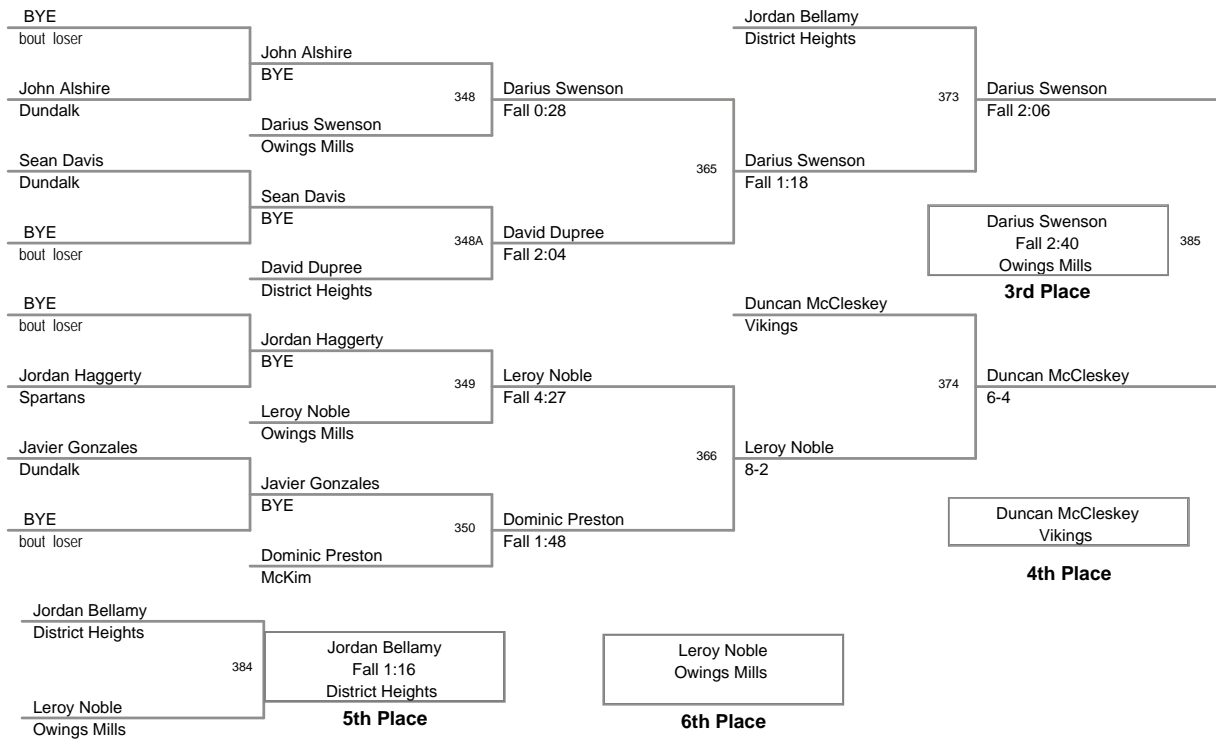 BYE
bout loser
John Alshire
Dundalk
Sean Davis
Dundalk
BYE
bout loser
BYE
bout loser
Jordan Haggerty
Spartans
Javier Gonzales
Dundalk
BYE
bout loser
John Alshire
BYE
348
Darius Swenson
Owings Mills
Sean Davis
BYE
348A
David Dupree
District Heights
Jordan Haggerty
BYE
349
Leroy Noble
Owings Mills
Javier Gonzales
BYE
350
Dominic Preston
McKim
Darius Swenson
Fall 0:28
365
David Dupree
Fall 2:04
Leroy Noble
Fall 4:27
366
Dominic Preston
Fall 1:48
Jordan Bellamy
District Heights
373
Darius Swenson
Fall 1:18
Duncan McCleskey
Vikings
374
Leroy Noble
8-2
Darius Swenson
Fall 2:06
Darius Swenson
Fall 2:40
Owings Mills
385
3rd Place
Duncan McCleskey
6-4
Duncan McCleskey
Vikings
4th Place
Jordan Bellamy
District Heights
384
Leroy Noble
Owings Mills
Jordan Bellamy
Fall 1:16
District Heights
5th Place
Leroy Noble
Owings Mills
6th Place